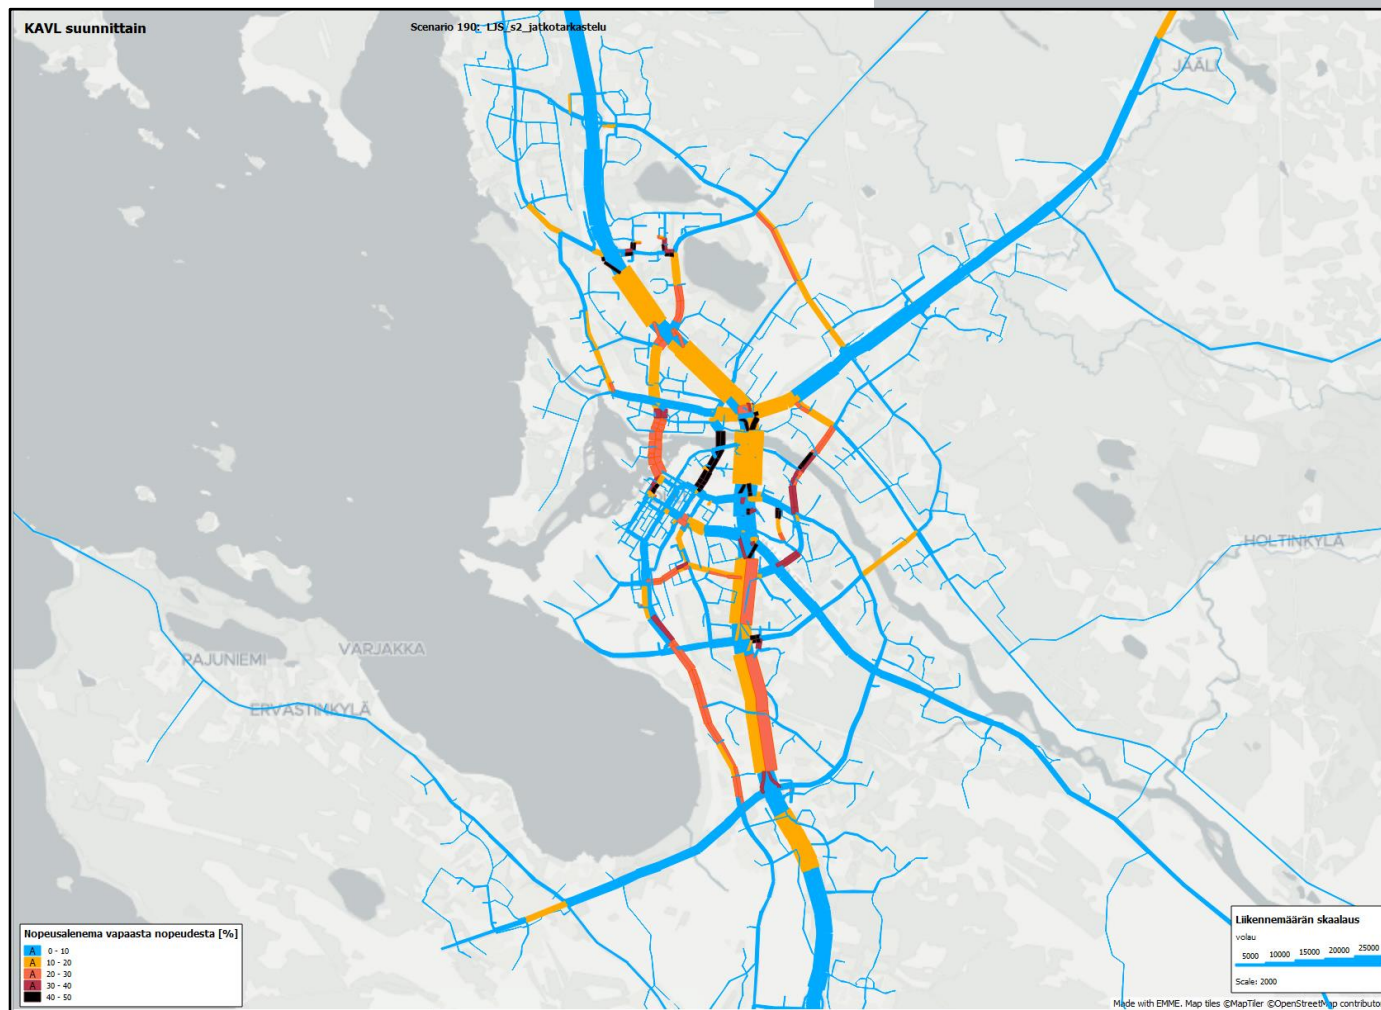 KAVL suunnittain
Scenario 190: LJS_s2_jatkotarkastelu
JÄÄLI
HOLTINKYLÄ
VARJAKKA
PAJUNIEMI
ERVASTINKYLÄ
Nopeusalenema vapaasta nopeudesta [%]
A 0 - 10
A 10 - 20
A 20 - 30
A 30 - 40
A 40 - 50
Liikennemäärän skaalaus
volau
5000 10000 15000 20000 25000
Scale: 2000
Made with EMME. Map tiles ©MapTiler ©OpenStreetMap contributor